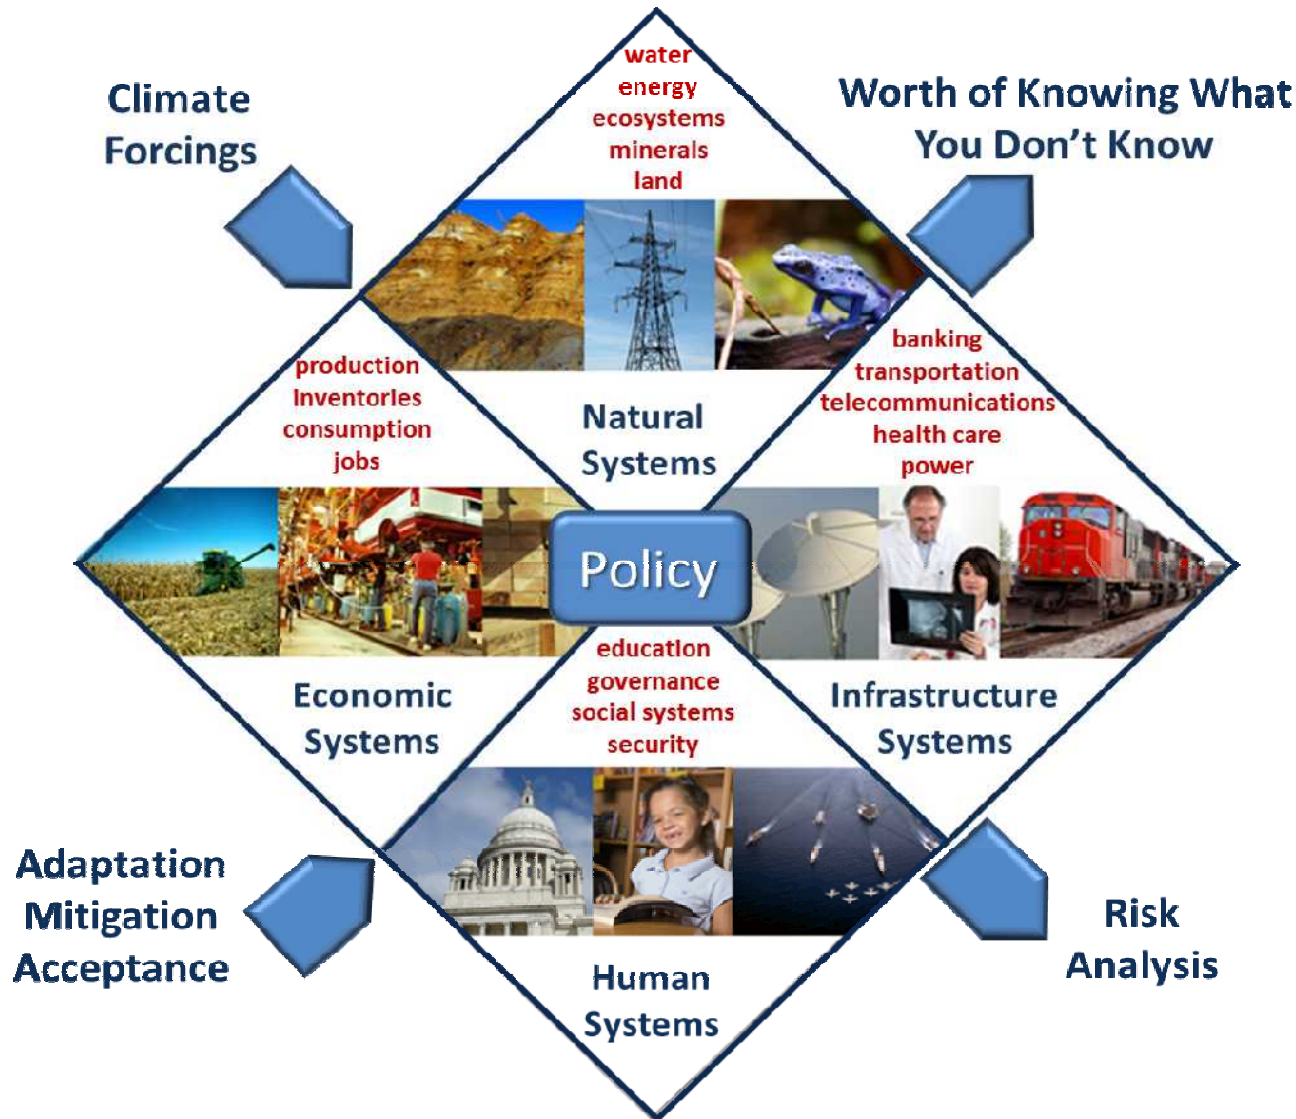 water
energy
ecosystems
minerals
land
Climate
Forcings
Worth of Knowing What
You Don't Know
Natural
Systems
production
inventories
consumption
jobs
banking
transportation
telecommunications
health care
power
Policy
Economic
Systems
education
governance
social systems
security
Infrastructure
Systems
Adaptation
Mitigation
Acceptance
Human
Systems
Risk
Analysis